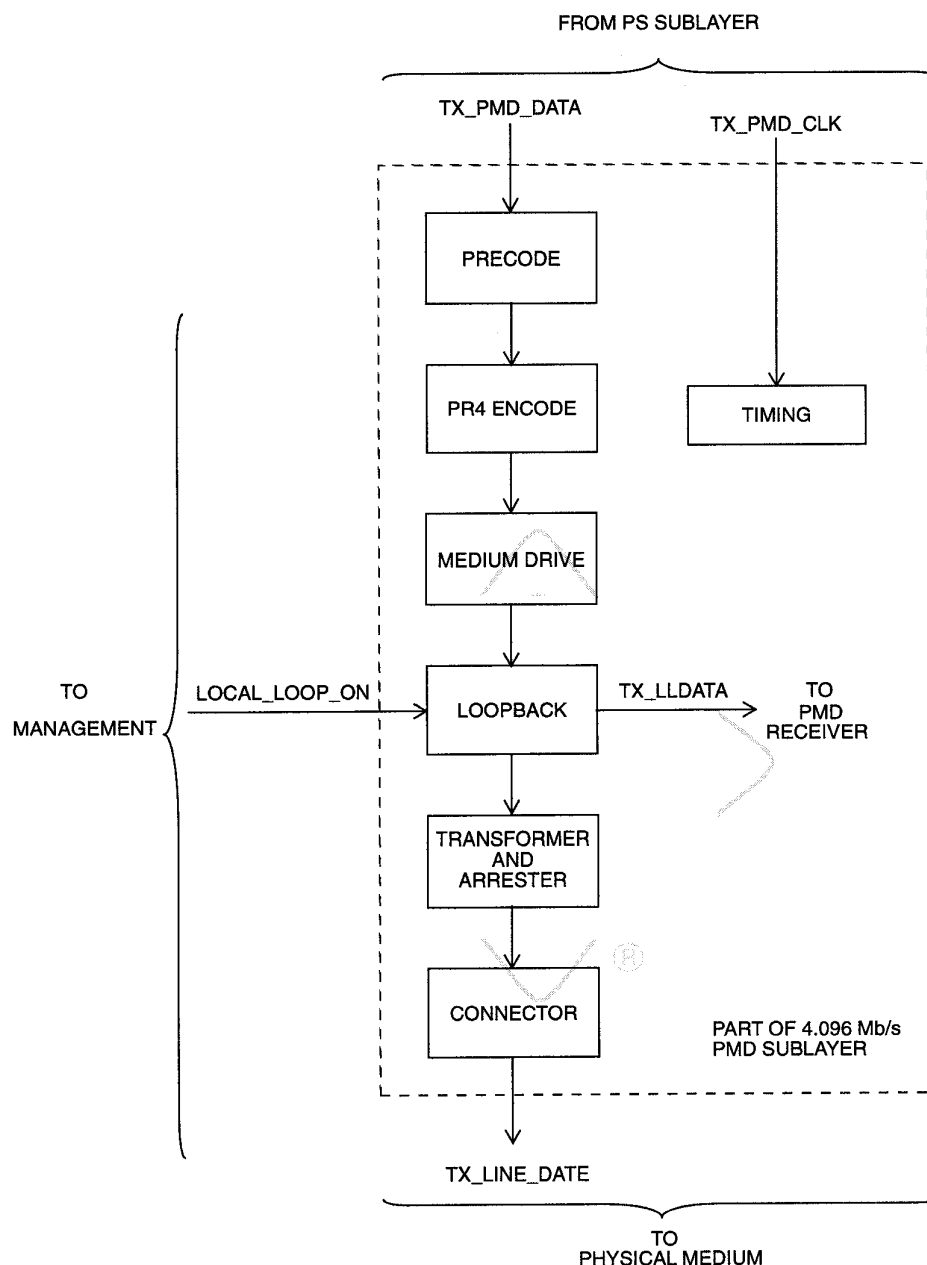 FROM PS SUBLAYER
TX_PMD_DATA
TX_PMD_CLK
PRECODE
PR4 ENCODE
TIMING
MEDIUM DRIVE
TO
MANAGEMENT
LOCAL_LOOP_ON
LOOPBACK
TX_LLDATA
TO
PMD
RECEIVER
TRANSFORMER
AND
ARRESTER
®
CONNECTOR
PART OF 4.096 Mb/s
PMD SUBLAYER
TX_LINE_DATE
TO
PHYSICAL MEDIUM